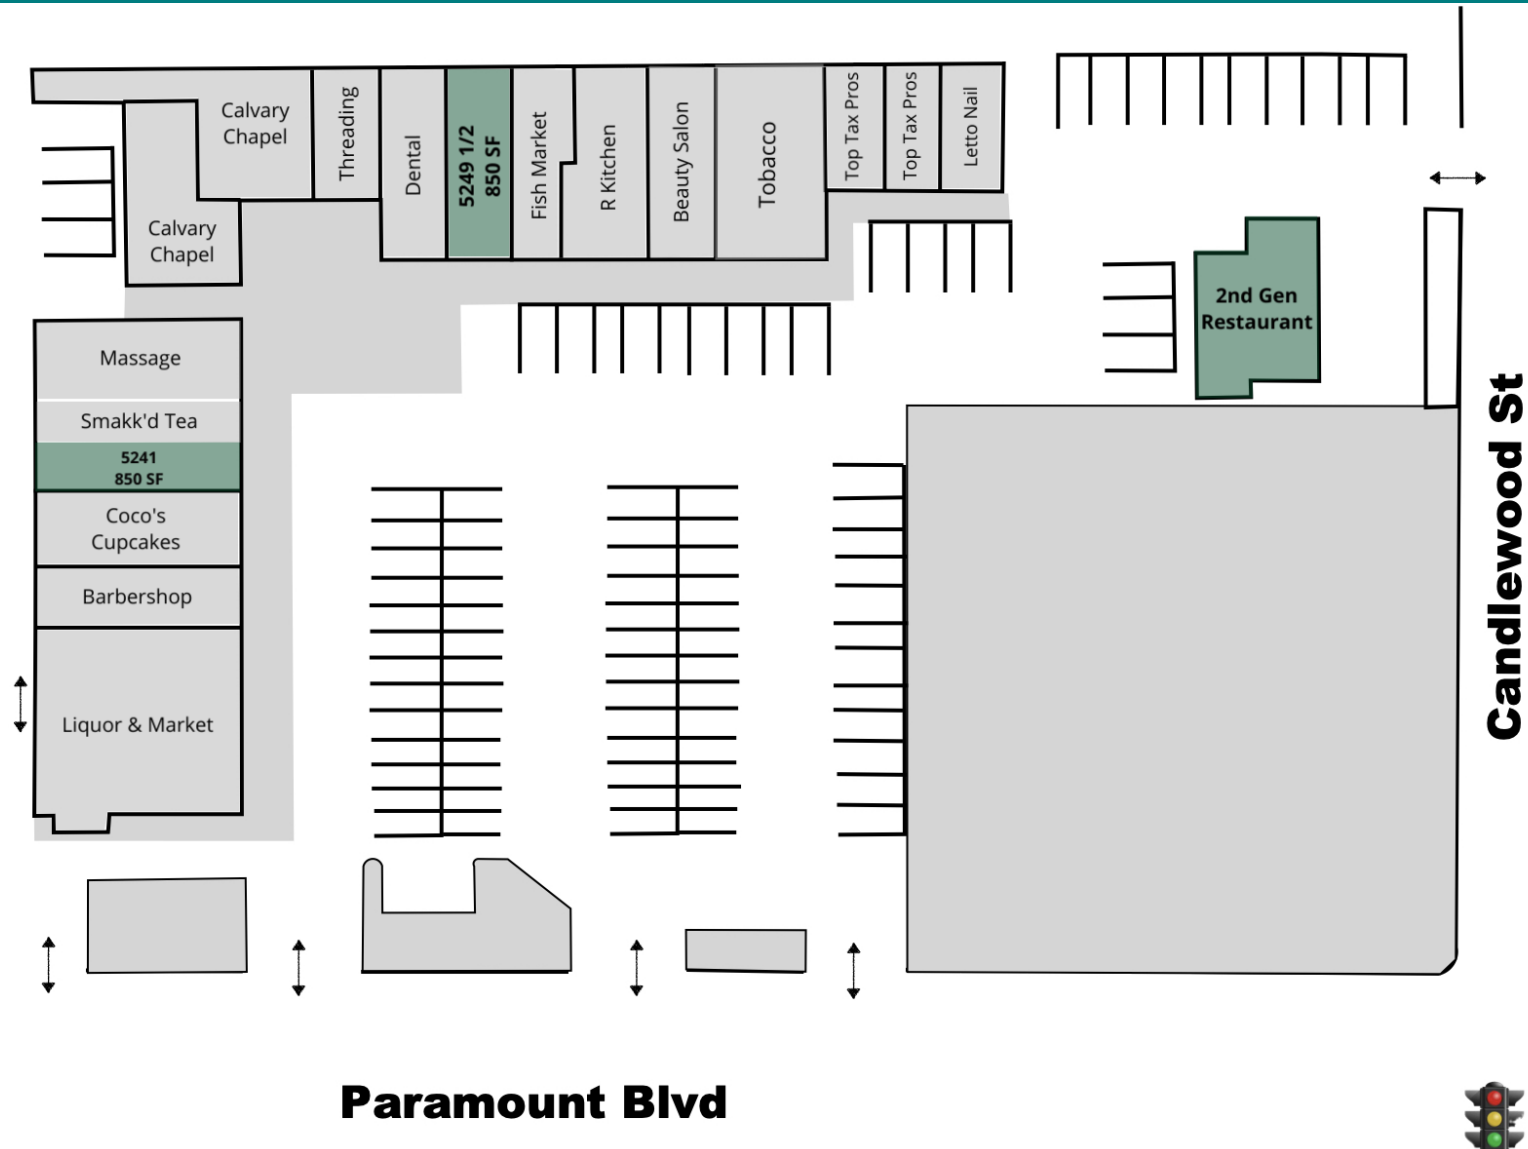 Calvary
Chapel
Threading
Dental
5249 1/2
850 SF
Fish Market
R Kitchen
Beauty Salon
Tobacco
Top Tax Pros
Top Tax Pros
Letto Nail
Calvary
Chapel
2nd Gen
Restaurant
Massage
Smakk'd Tea
5241
850 SF
Coco's
Cupcakes
Barbershop
Liquor & Market
Candlewood St
Paramount Blvd